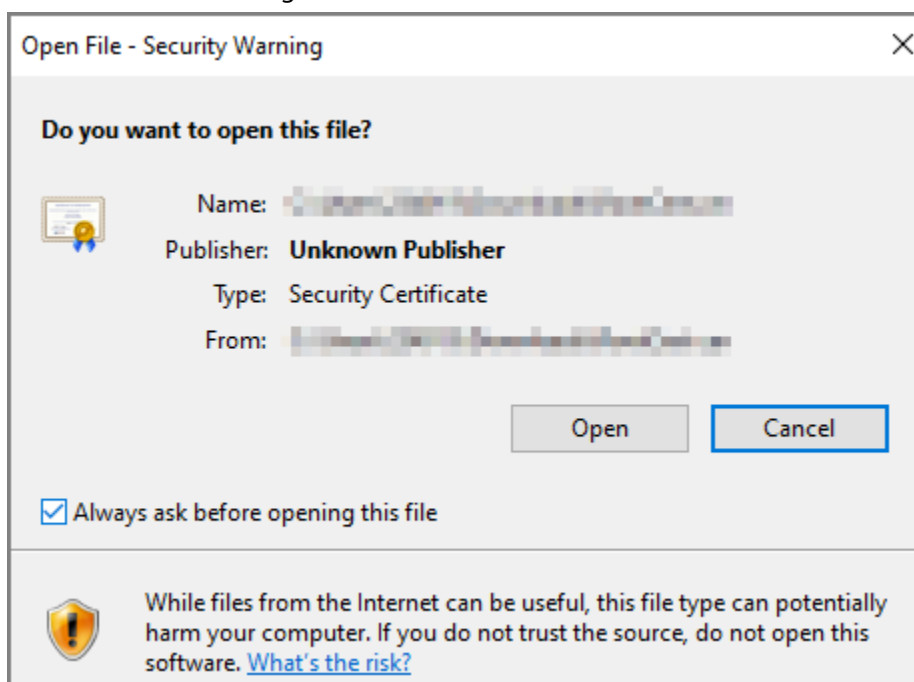 Open File - Security Warning
Do you want to open this file?
Name:
Publisher: Unknown Publisher
Type: Security Certificate
From:
Open Cancel
Always ask before opening this file
While files from the Internet can be useful, this file type can potentially
harm your computer. If you do not trust the source, do not open this
software. What's the risk?